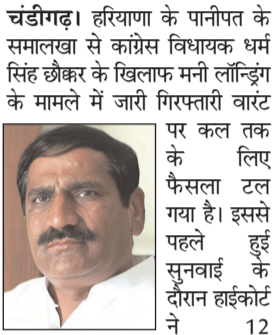 चंडीगढ़। हरियाणा के पानीपत के
समालखा से कांग्रेस विधायक धर्म
सिंह छौक्कर के खिलाफ मनी लॉन्ड्रिंग
के मामले में जारी गिरफ्तारी वारंट
पर कल तक
के लिए
फैसला टल
गया है। इससे
पहले हुई
सुनवाई के
दौरान हाईकोर्ट
ने 12